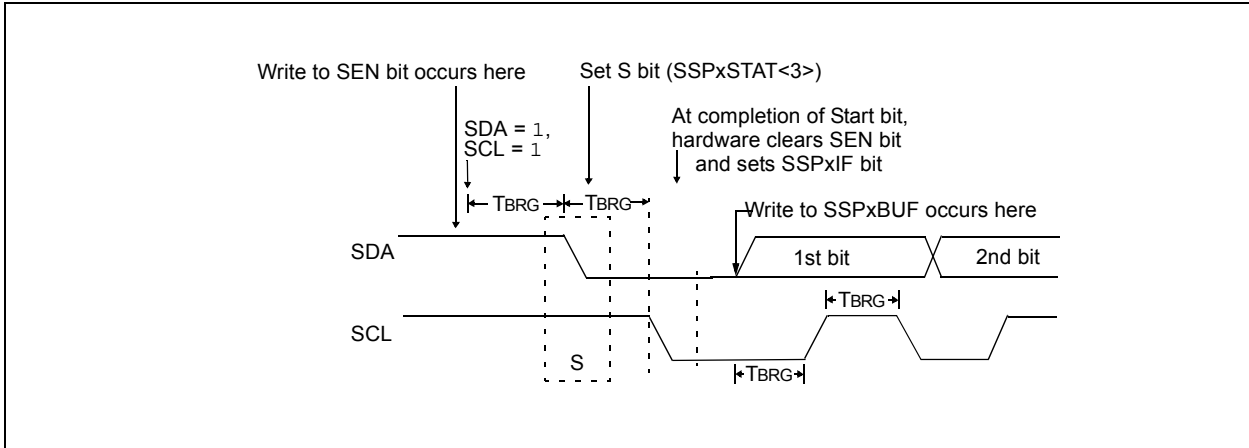 Write to SEN bit occurs here
Set S bit (SSPxSTAT<3>)
At completion of Start bit,
hardware clears SEN bit
and sets SSPxIF bit
SDA = 1,
SCL = 1
TBRG
TBRG
Write to SSPxBUF occurs here
SDA
1st bit
2nd bit
TBRG
SCL
S
TBRG